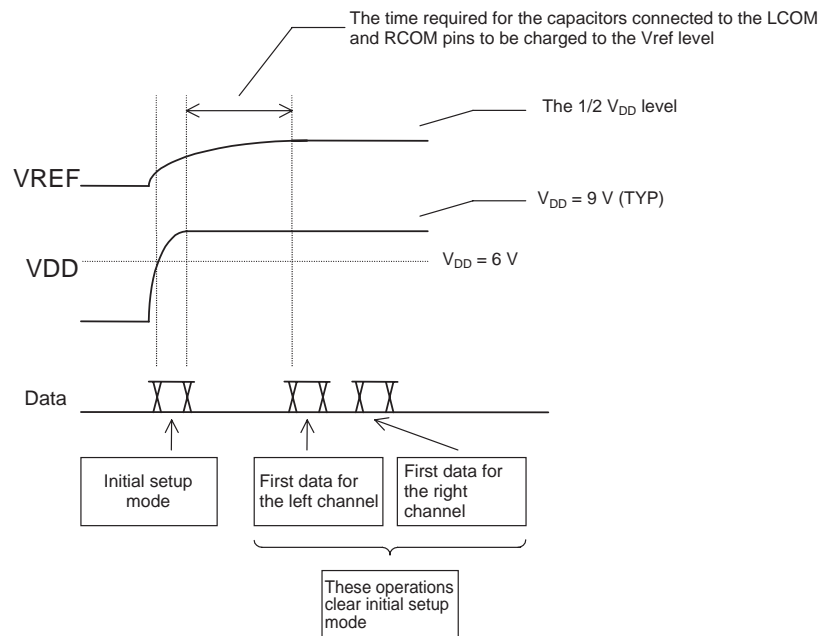 The time required for the capacitors connected to the LCOM
and RCOM pins to be charged to the Vref level
The 1/2 VDD level
VREF
VDD = 9 V (TYP)
VDD = 6 V
VDD
Data
Initial setup
mode
First data for
the left channel
First data for
the right
channel
These operations
clear initial setup
mode